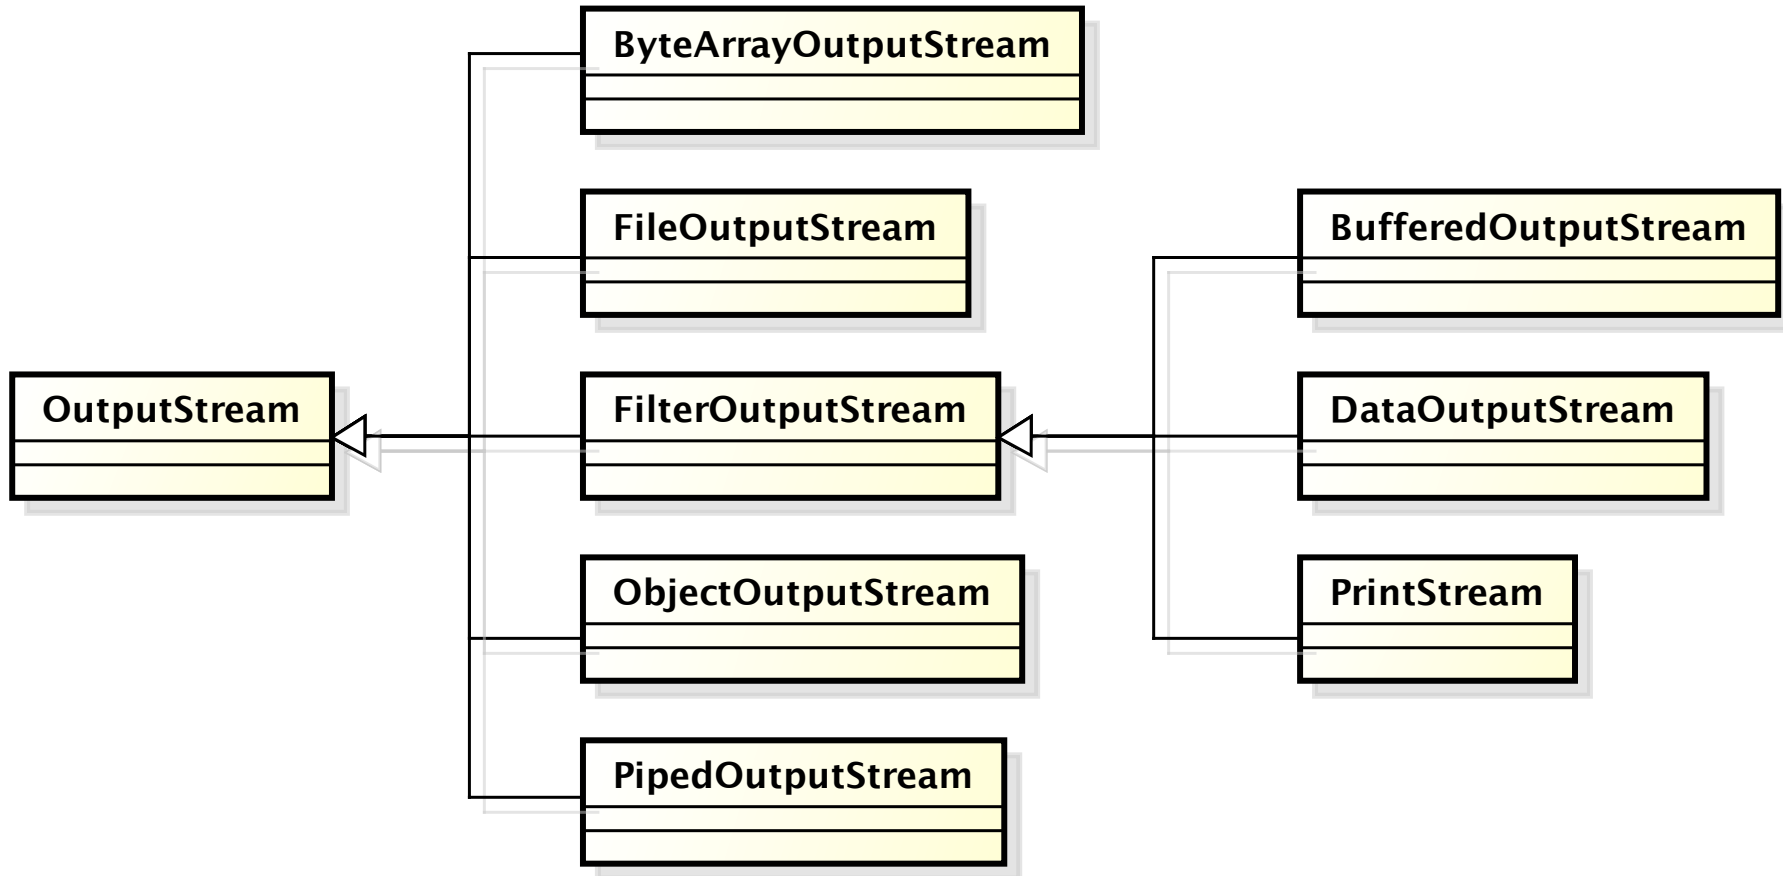 ByteArrayOutputStream
FileOutputStream
BufferedOutputStream
OutputStream
FilterOutputStream
DataOutputStream
ObjectOutputStream
PrintStream
PipedOutputStream